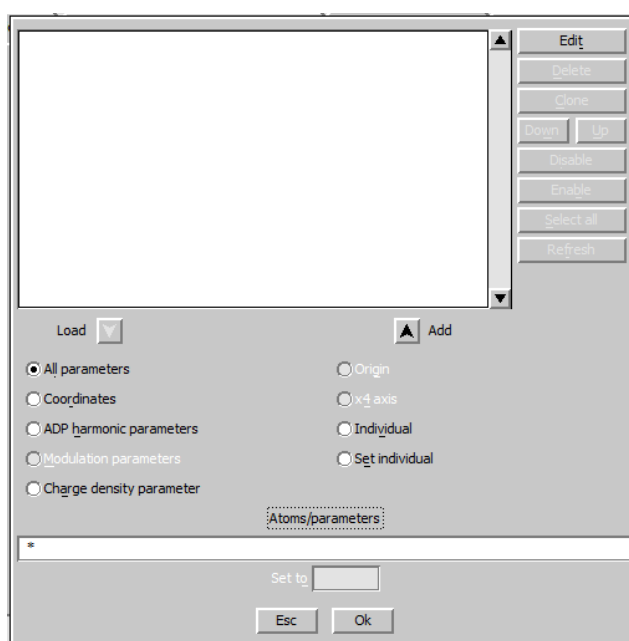 Edit
Delete
Clone
Down Up
Disable
Enable
Select all
Refresh
Load Add
All parameters Origin
Coordinates x4 axis
ADP harmonic parameters Individual
Modulation parameters Set individual
Charge density parameter
Atoms/parameters
*
Set to
Esc Ok